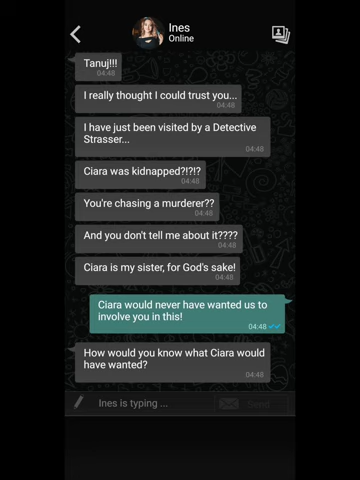 Ines
Online
Tanuj!!!
04:48
I really thought I could trust you...
04:48
I have just been visited by a Detective
Strasser...
04:48
Ciara was kidnapped?!?!?
04:48
You're chasing a murderer??
04:48
And you don't tell me about it????
04:48
Ciara is my sister, for God's sake!
04:48
Ciara would never have wanted us to
involve you in this!
04:48
How would you know what Ciara would
have wanted?
04:48
Ines is typing ...
Send